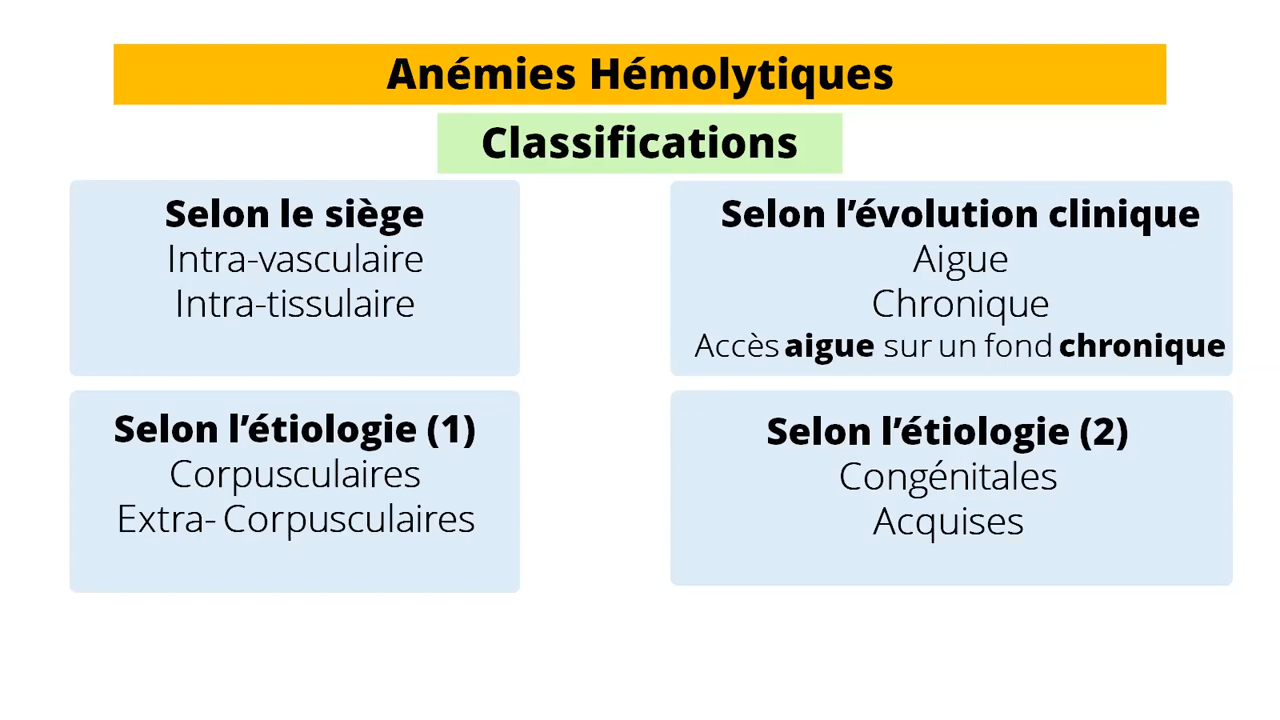 Anémies Hémolytiques
Classifications
Selon le siège
Intra-vasculaire
Intra-tissulaire
Selon l’évolution clinique
Aigue
Chronique
Accès aigue sur un fond chronique
Selon l’étiologie (1)
Corpusculaires
Extra- Corpusculaires
Selon l’étiologie (2)
Congénitales
Acquises